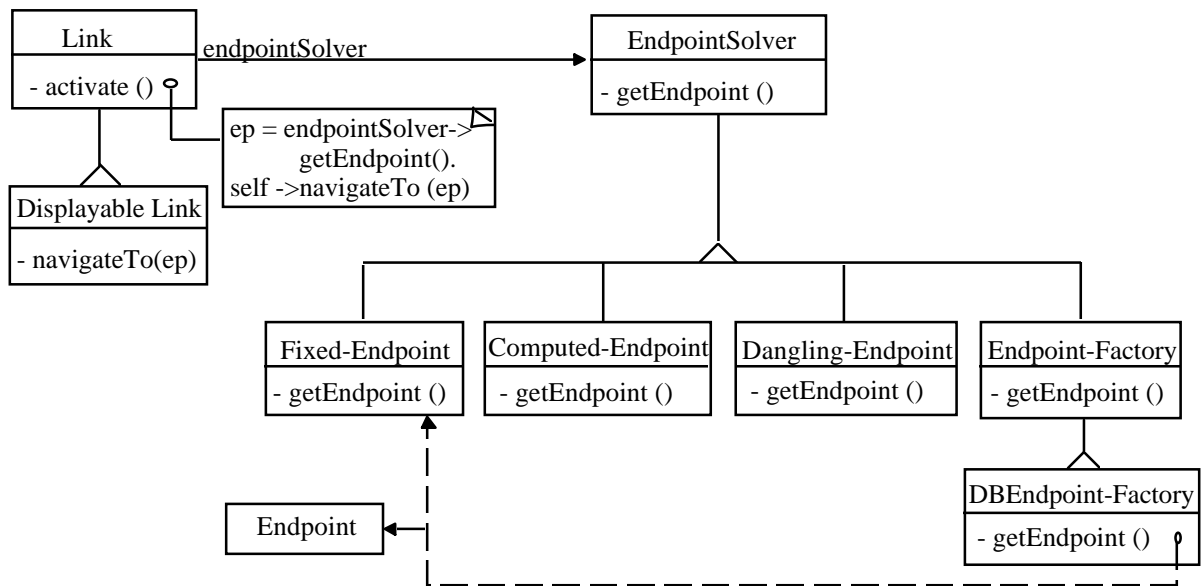 Link
- activate ()
endpointSolver
EndpointSolver
- getEndpoint ()
ep = endpointSolver->
getEndpoint().
self ->navigateTo (ep)
Displayable Link
- navigateTo(ep)
Fixed-Endpoint
- getEndpoint ()
Computed-Endpoint
- getEndpoint ()
Dangling-Endpoint
- getEndpoint ()
Endpoint-Factory
- getEndpoint ()
DBEndpoint-Factory
- getEndpoint ()
Endpoint